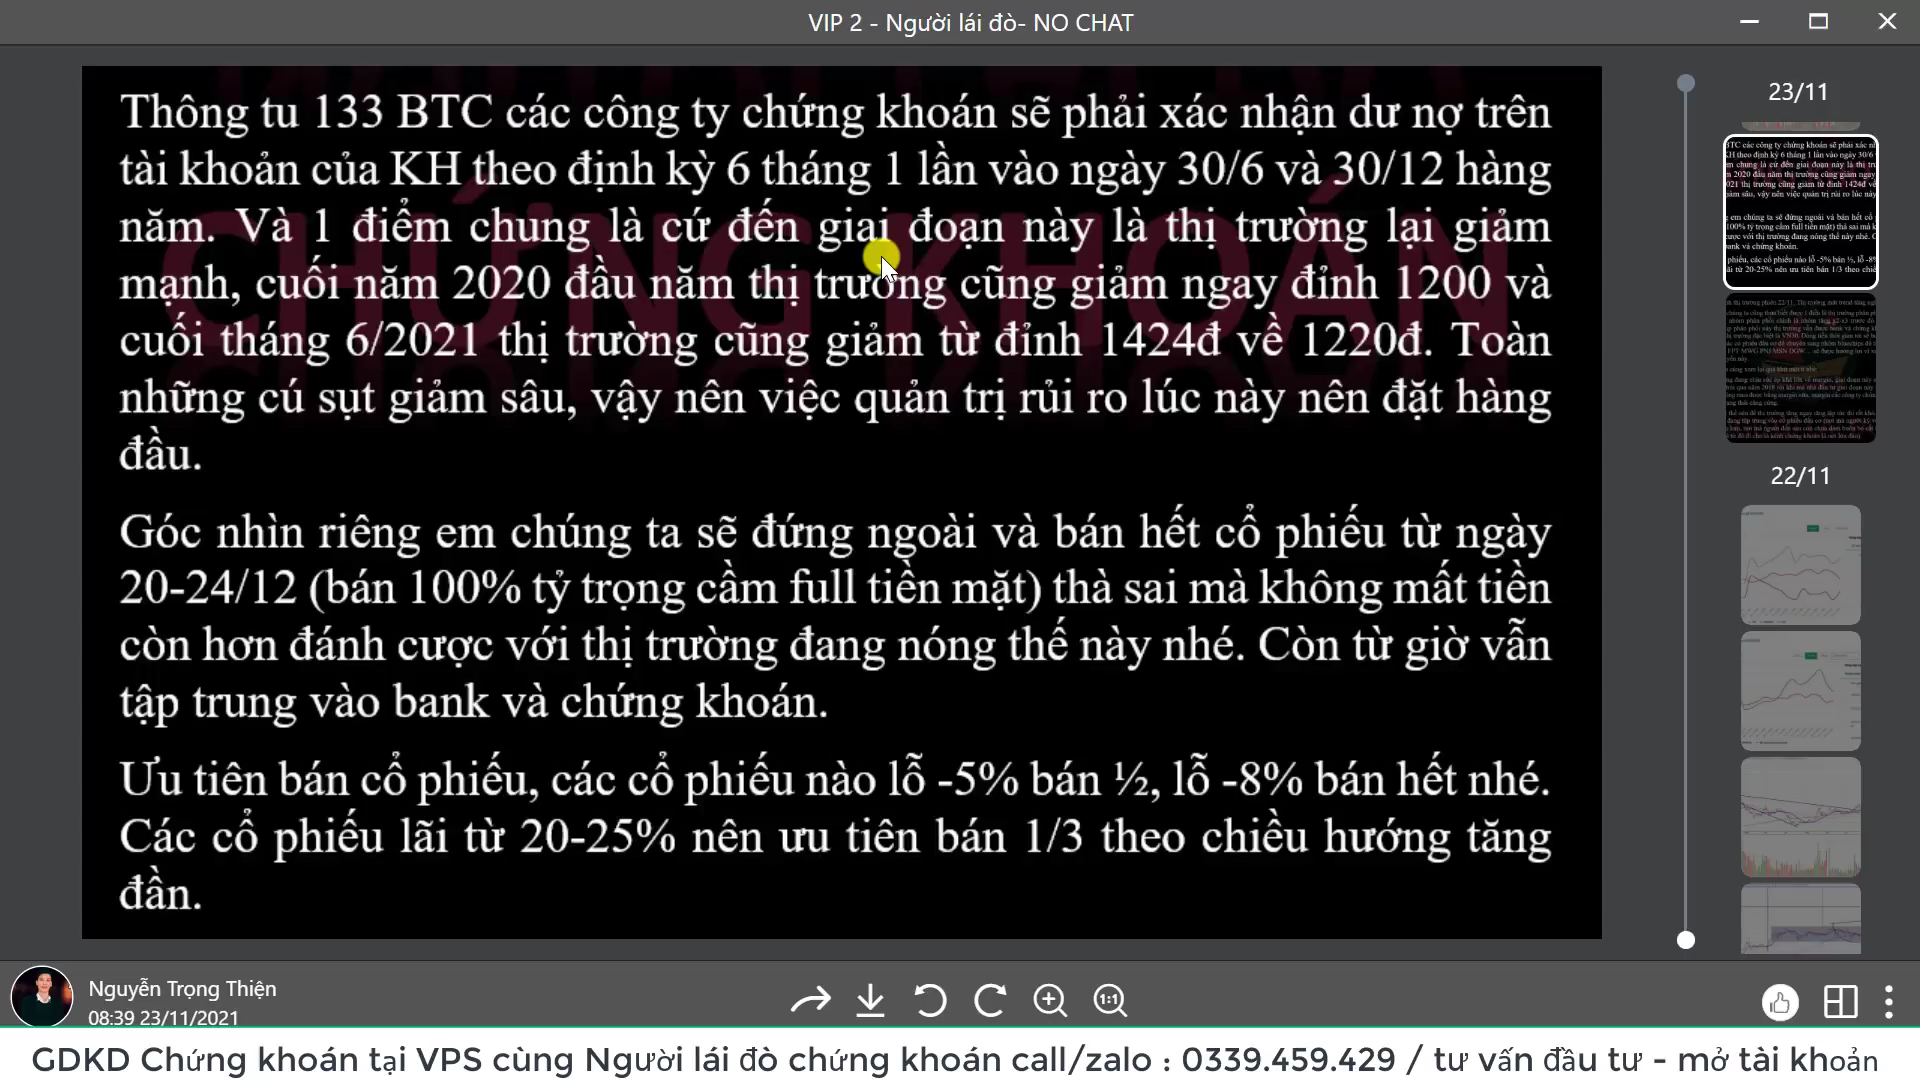 VIP 2 - Người lái đò- NO CHAT
Thông tu 133 BTC các công ty chứng khoán sẽ phải xác nhận dư nợ trên
tài khoản của KH theo định kỳ 6 tháng 1 lần vào ngày 30/6 và 30/12 hàng
năm. Và 1 điểm chung là cứ đến giai đoạn này là thị trường lại giảm
mạnh, cuối năm 2020 đầu năm thị trường cũng giảm ngay đỉnh 1200 và
cuối tháng 6/2021 thị trường cũng giảm từ đỉnh 1424đ về 1220đ. Toàn
những cú sụt giảm sâu, vậy nên việc quản trị rủi ro lúc này nên đặt hàng
đầu.
Góc nhìn riêng em chúng ta sẽ đứng ngoài và bán hết cổ phiếu từ ngày
20-24/12 (bán 100% tỷ trọng cầm full tiền mặt) thà sai mà không mất tiền
còn hơn đánh cược với thị trường đang nóng thế này nhé. Còn từ giờ vẫn
tập trung vào bank và chứng khoán.
Ưu tiên bán cổ phiếu, các cổ phiếu nào lỗ -5% bán ½, lỗ -8% bán hết nhé.
Các cổ phiếu lãi từ 20-25% nên ưu tiên bán 1/3 theo chiều hướng tăng
dần.
CHỨNG KHOÁN
23/11
22/11
Nguyễn Trọng Thiện
08:39 23/11/2021
1:1
GDKD Chứng khoán tại VPS cùng Người lái đò chứng khoán call/zalo : 0339.459.429 / tư vấn đầu tư - mở tài khoản